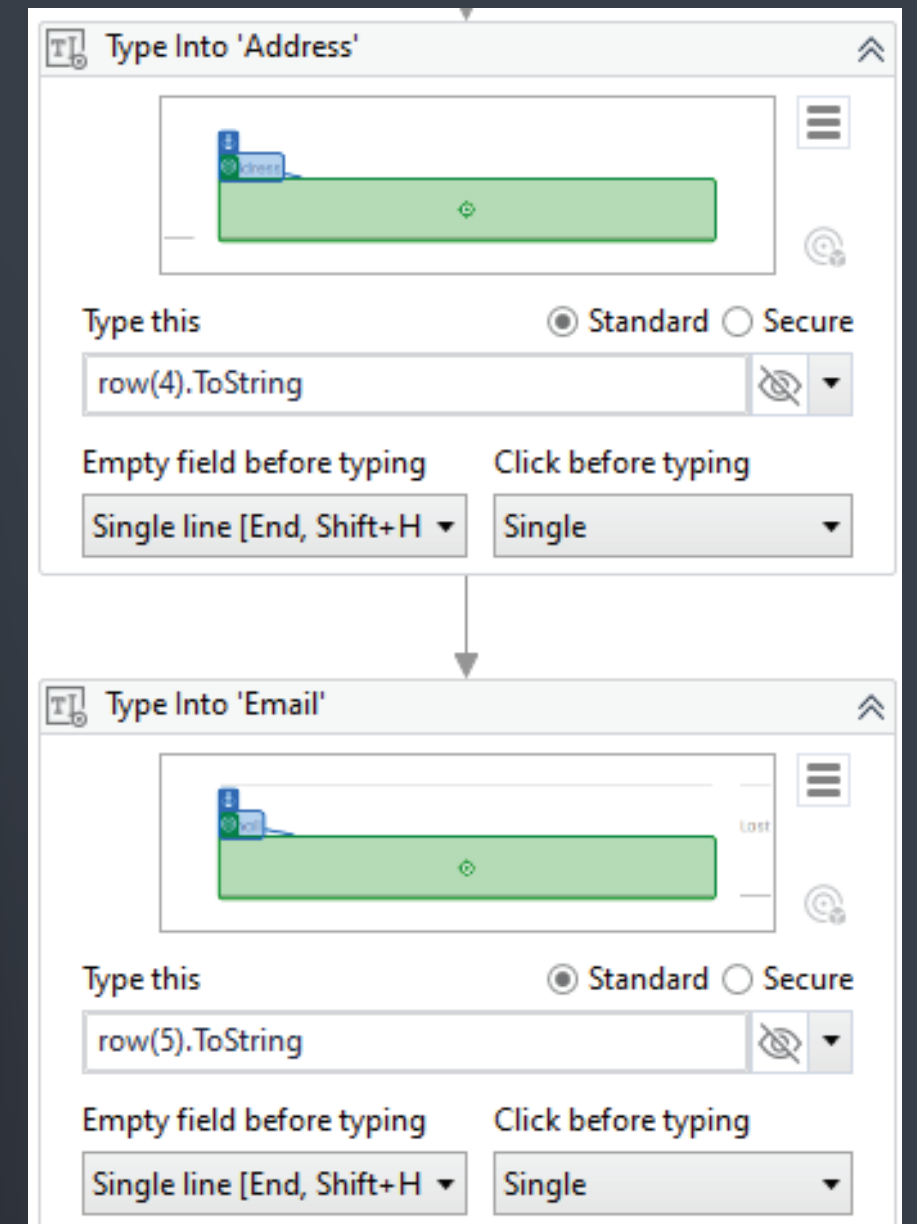 Type Into 'Address'
dress
Type this
Standard Secure
row(4).ToString
Empty field before typing Click before typing
Single line [End, Shift+H Single
Type Into 'Email'
Last
Type this
Standard Secure
row(5).ToString
Empty field before typing Click before typing
Single line [End, Shift+H Single